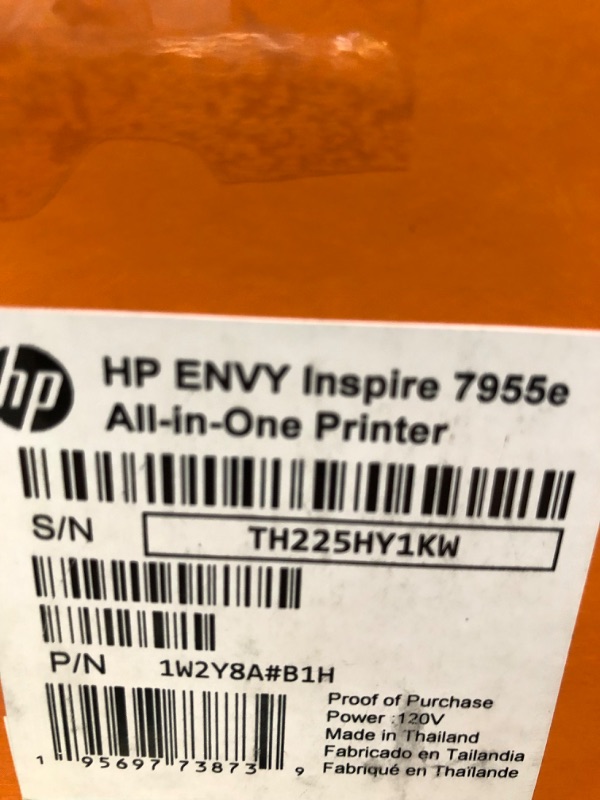 hp
HP ENVY Inspire 7955e
All-in-One Printer
S/N TH225HY1KW
P/N 1W2Y8A#B1H
Proof of Purchase
Power :120V
Made in Thailand
Fabricado en Tailandia
Fabriqué en Thaïlande
1 95697 73873 9